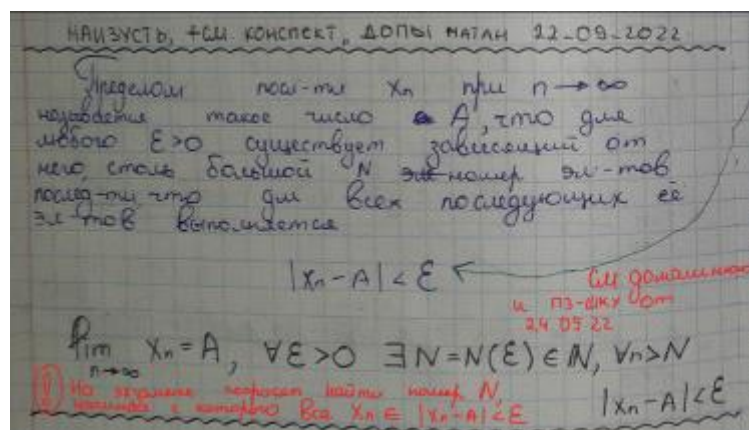 НАИЗУСТЬ, +СМ. КОНСПЕКТ, ДОПЫ МАТАН 22-09-2022
Пределом посл-ти Xn при n→∞
называется такое число A, что для
любого ε>0 существует зависящий от
него, столь большой N номер эл-тов
послед-ти, что для всех последующих её
эл-тов выполняется
|Xn-A|<ε
См домашнюю
и ПЗ-шку от
24 09 22
lim Xn=A, ∀ε>0 ∃N=N(ε)∈ℕ, ∀n>N
n→∞
|Xn-A|<ε
На экзамене попросят найти номер N,
начиная с которого все Xn ∈ |Xn-A|<ε